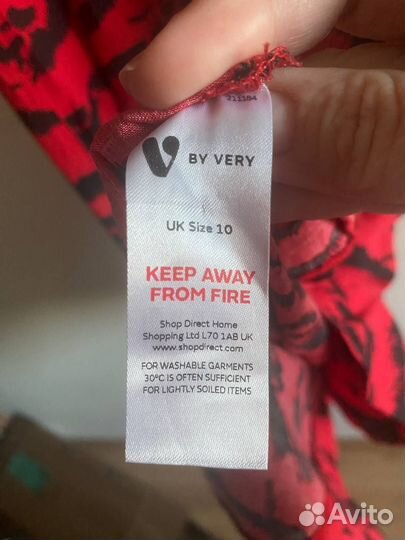 BY VERY
UK Size 10
KEEP AWAY
FROM FIRE
Shop Direct Home
Shopping Ltd L70 1AB UK
www.shopdirect.com
FOR WASHABLE GARMENTS
30°C IS OFTEN SUFFICIENT
FOR LIGHTLY SOILED ITEMS
Avito